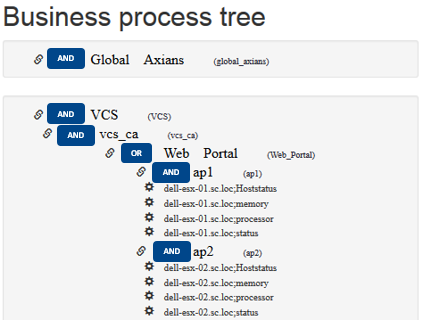 Business process tree
AND Global Axians (global_axians)
AND VCS (VCS)
AND vcs_ca (vcs_ca)
OR Web Portal (Web_Portal)
AND ap1 (ap1)
dell-esx-01.sc.loc;Hoststatus
dell-esx-01.sc.loc;memory
dell-esx-01.sc.loc;processor
dell-esx-01.sc.loc;status
AND ap2 (ap2)
dell-esx-02.sc.loc;Hoststatus
dell-esx-02.sc.loc;memory
dell-esx-02.sc.loc;processor
dell-esx-02.sc.loc;status